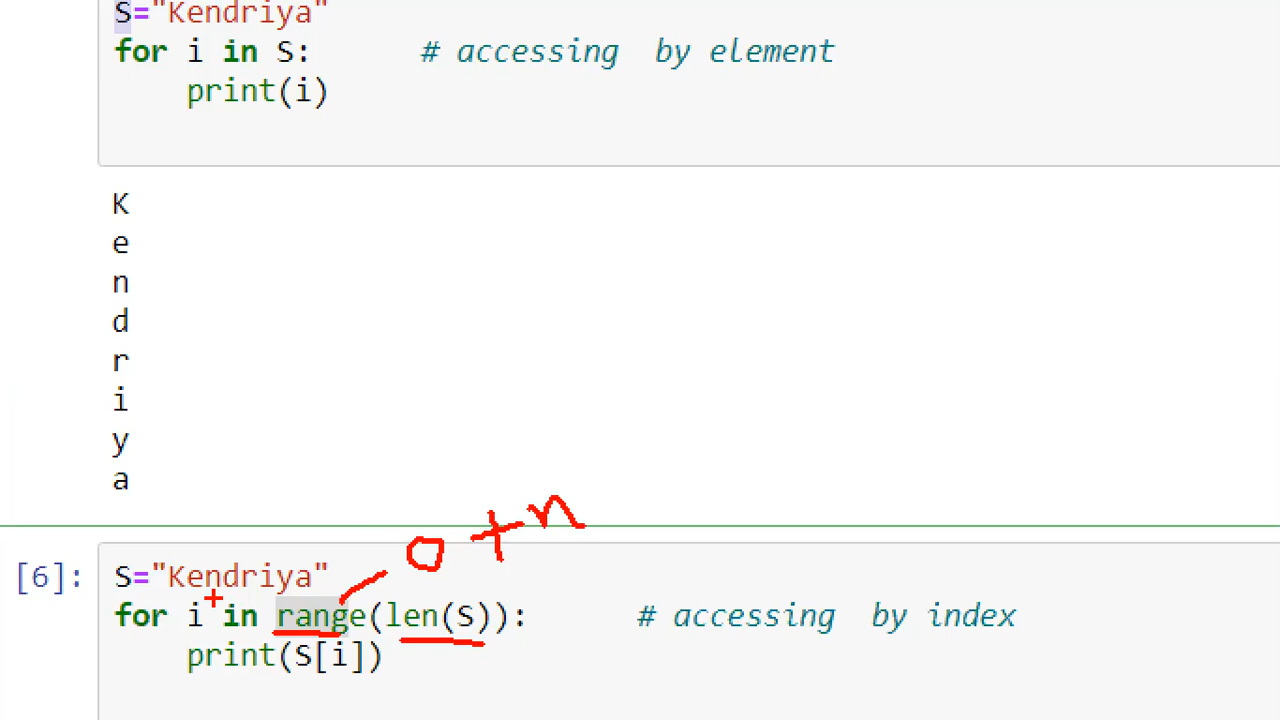 S="Kendriya"
for i in S:      # accessing  by element
    print(i)
K
e
n
d
r
i
y
a
0 t n
[6]: S="Kendriya"
for i in range(len(S)):      # accessing  by index
    print(S[i])